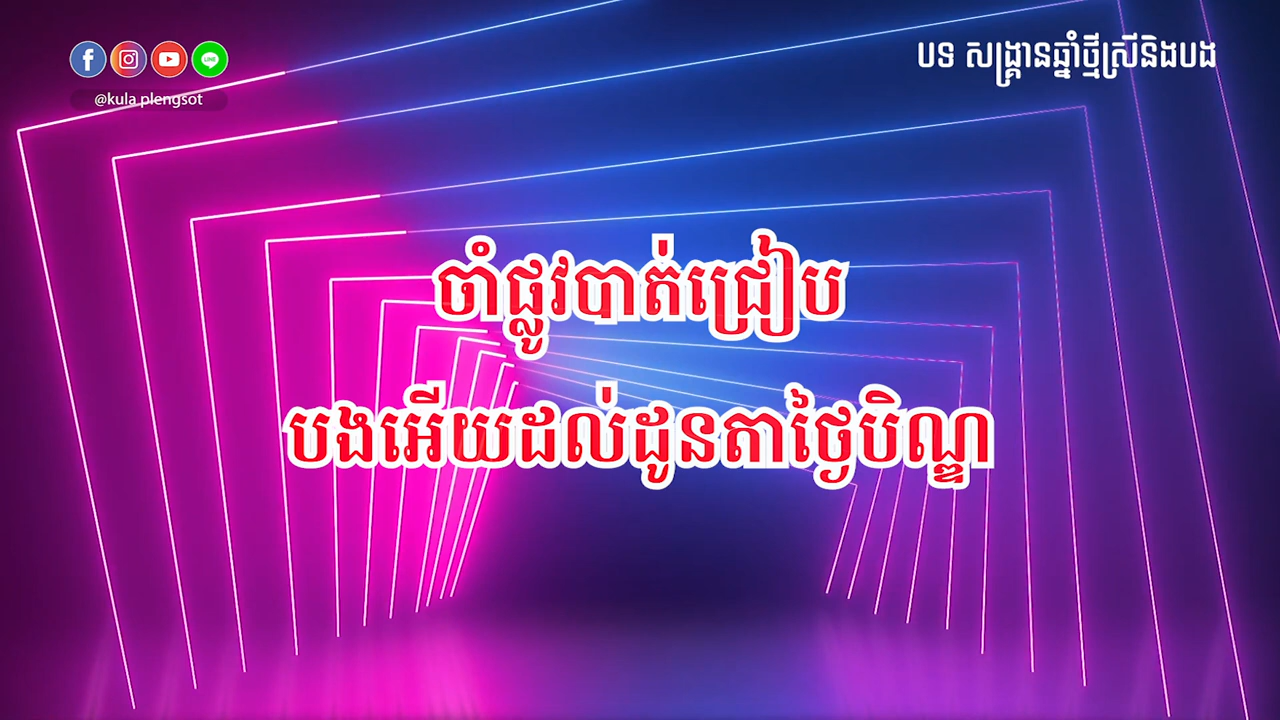 @kula plengsot
បទ សង្ក្រានឆ្នាំថ្មីស្រីនិងបង
ចាំផ្លូវបាត់ជ្រៀប
បងអើយដល់ដូនតាថ្ងៃបិណ្ឌ